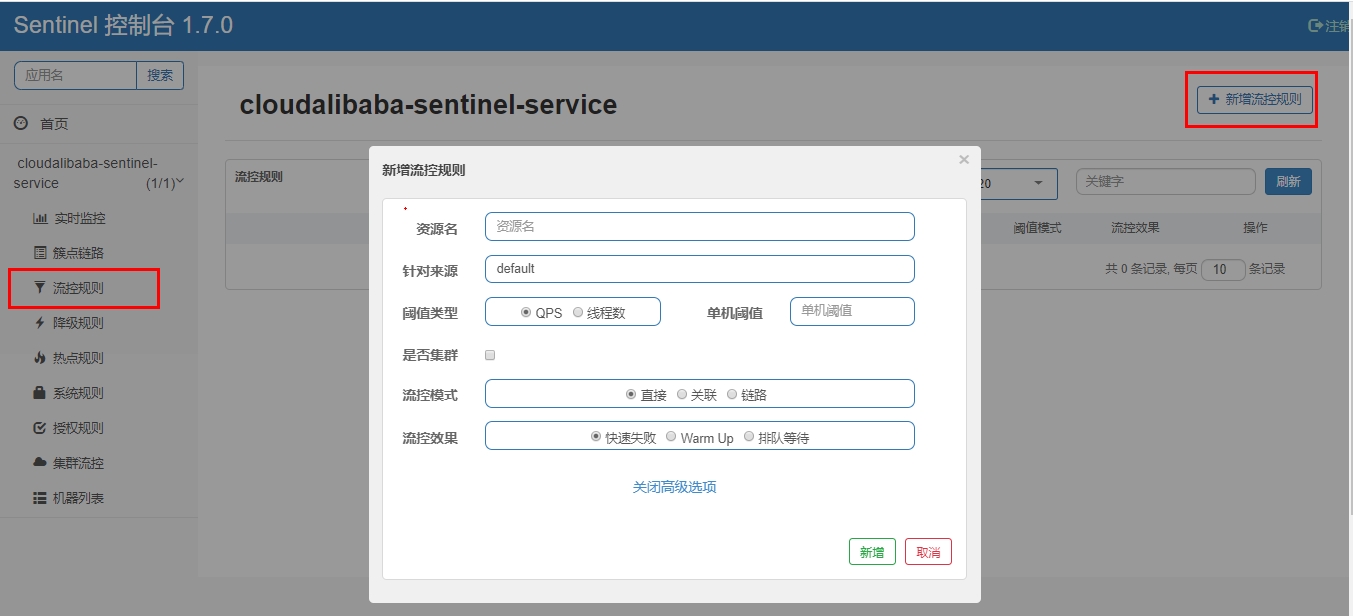 Sentinel 控制台 1.7.0
注销
应用名 搜索
首页
cloudalibaba-sentinel-
service (1/1)
实时监控
簇点链路
流控规则
降级规则
热点规则
系统规则
授权规则
集群流控
机器列表
cloudalibaba-sentinel-service
新增流控规则
流控规则
20
关键字
刷新
阈值模式 流控效果 操作
共 0 条记录, 每页 10 条记录
新增流控规则
×
资源名 资源名
针对来源 default
阈值类型 QPS 线程数 单机阈值 单机阈值
是否集群
流控模式 直接 关联 链路
流控效果 快速失败 Warm Up 排队等待
关闭高级选项
新增 取消